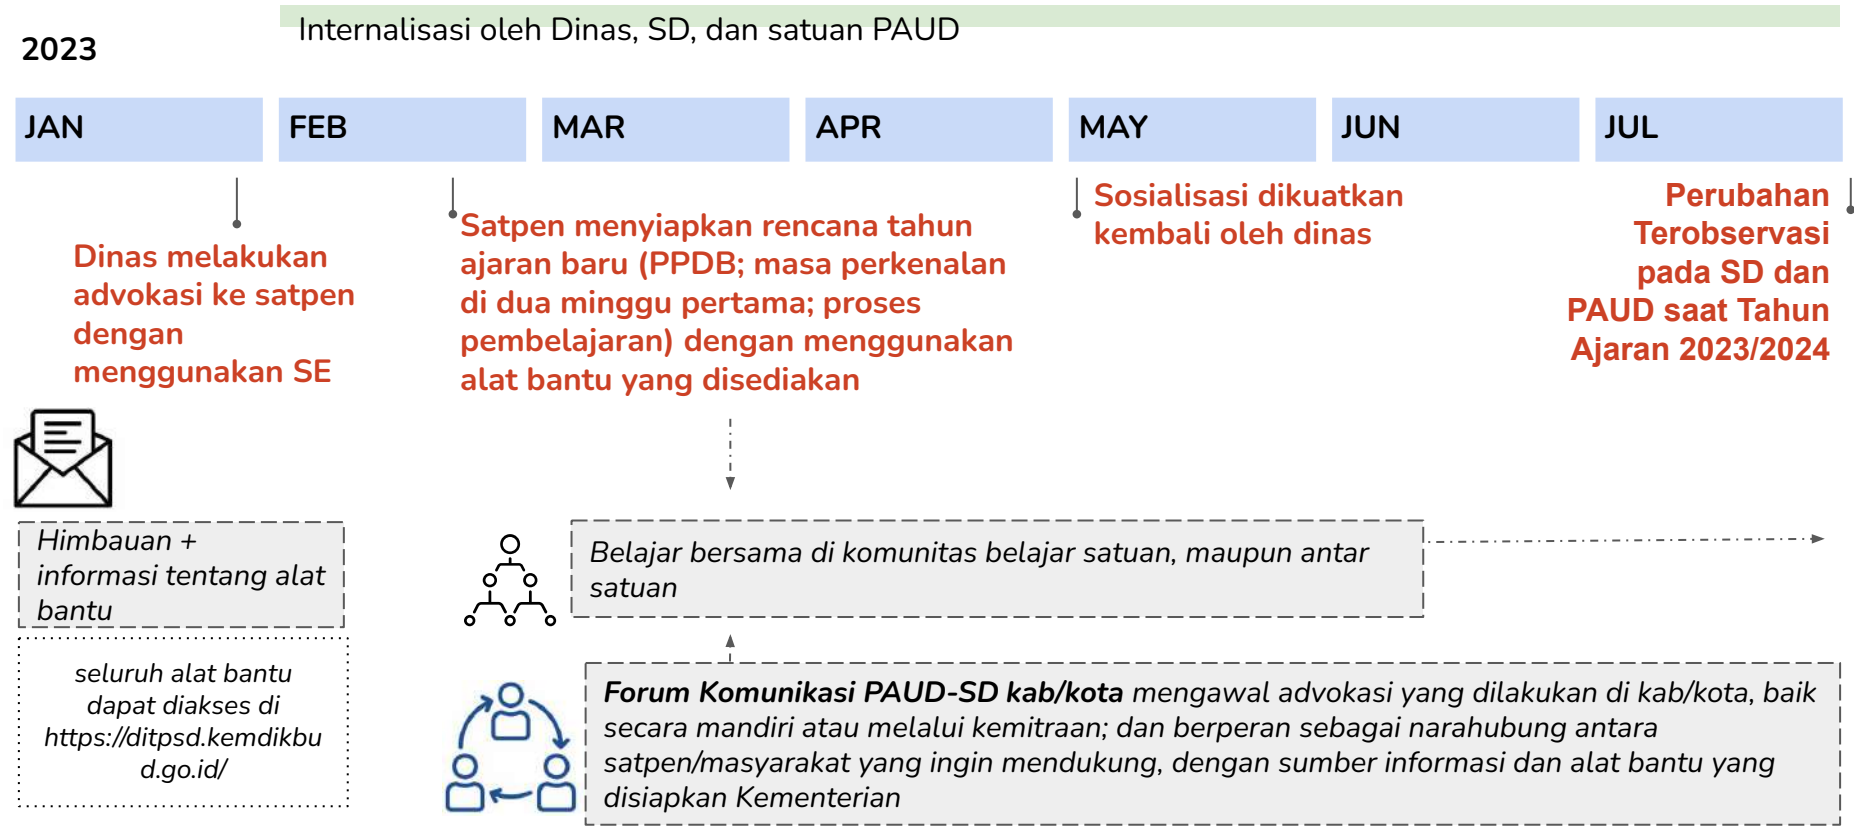 Internalisasi oleh Dinas, SD, dan satuan PAUD
2023
JAN
FEB
MAR
APR
MAY
JUN
JUL
Dinas melakukan
advokasi ke satpen
dengan
menggunakan SE
Satpen menyiapkan rencana tahun
ajaran baru (PPDB; masa perkenalan
di dua minggu pertama; proses
pembelajaran) dengan menggunakan
alat bantu yang disediakan
Sosialisasi dikuatkan
kembali oleh dinas
Perubahan
Terobservasi
pada SD dan
PAUD saat Tahun
Ajaran 2023/2024
Himbauan +
informasi tentang alat
bantu
seluruh alat bantu
dapat diakses di
https://ditpsd.kemdikbu
d.go.id/
Belajar bersama di komunitas belajar satuan, maupun antar
satuan
Forum Komunikasi PAUD-SD kab/kota mengawal advokasi yang dilakukan di kab/kota, baik
secara mandiri atau melalui kemitraan; dan berperan sebagai narahubung antara
satpen/masyarakat yang ingin mendukung, dengan sumber informasi dan alat bantu yang
disiapkan Kementerian